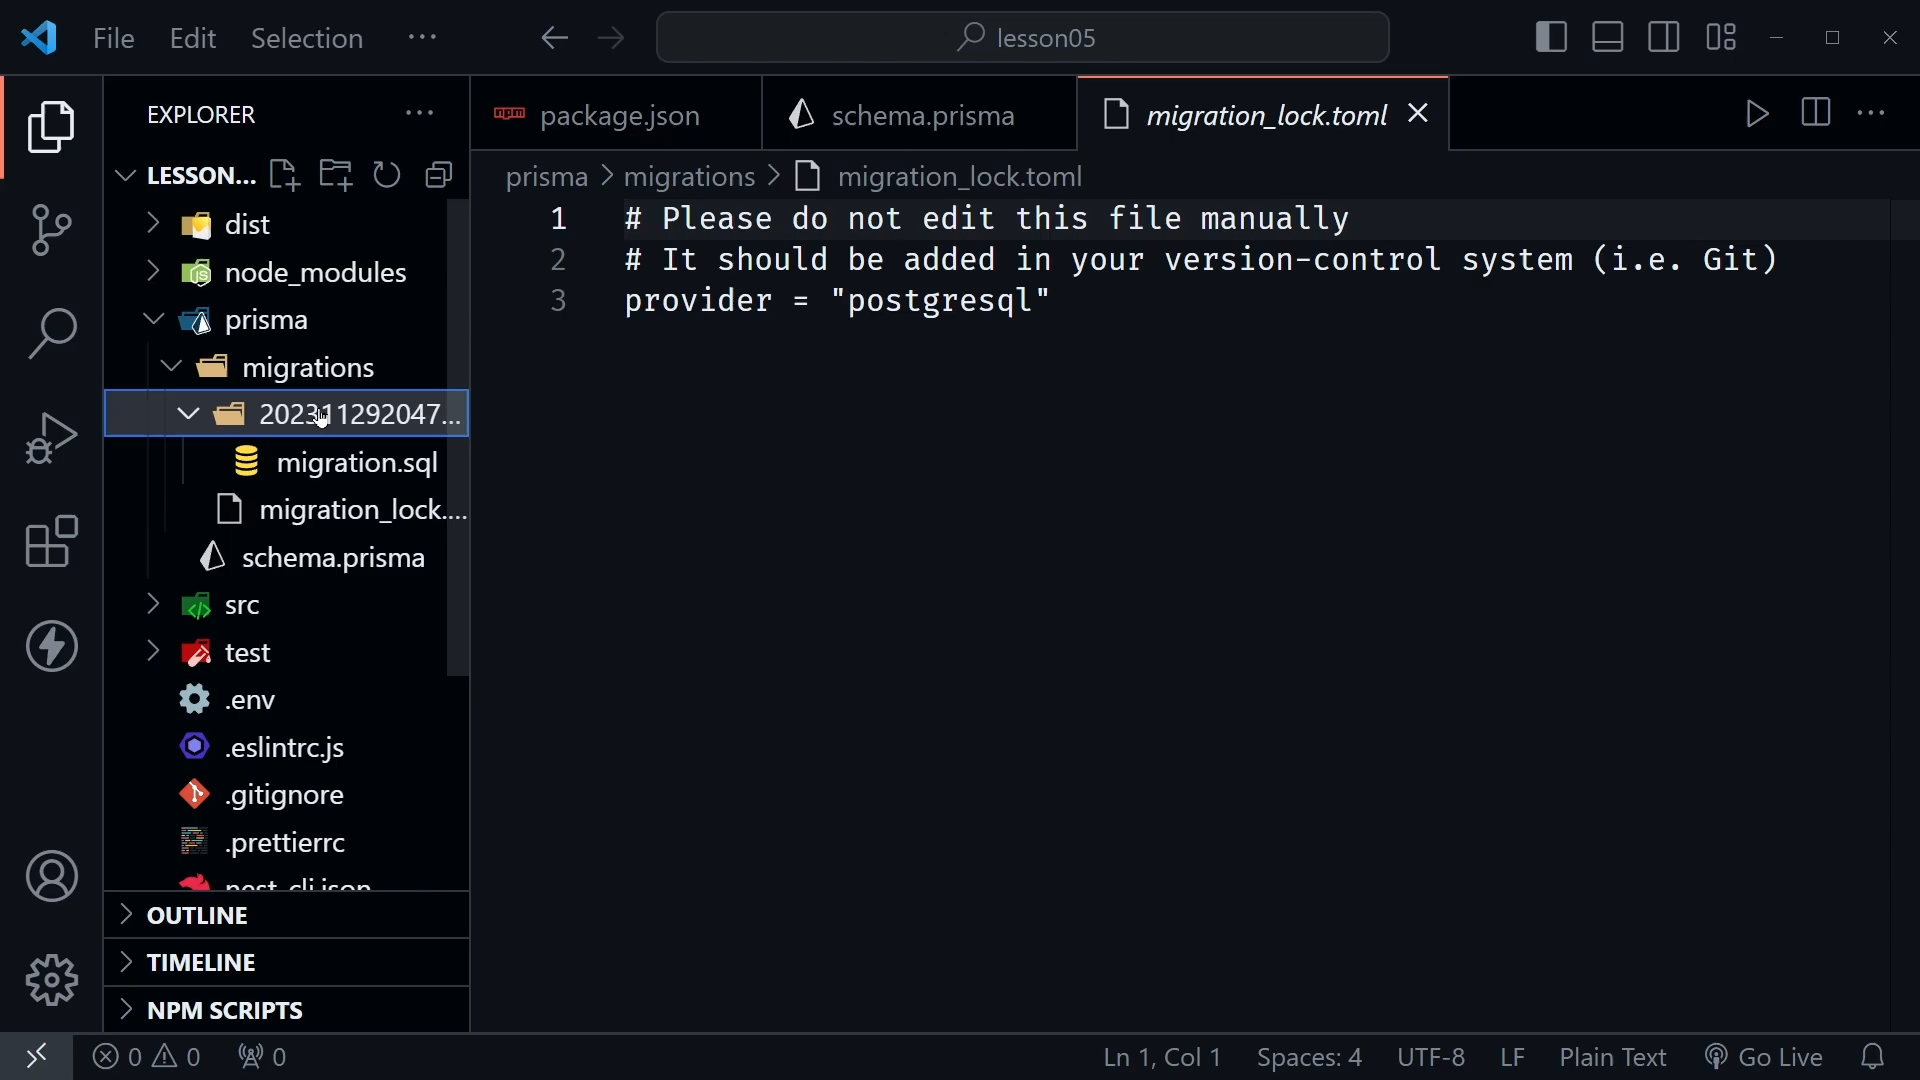 File Edit Selection ···
lesson05
EXPLORER ···
LESSON...
dist
node_modules
prisma
migrations
migration.sql
migration_lock....
schema.prisma
src
test
.env
.eslintrc.js
.gitignore
.prettierrc
OUTLINE
TIMELINE
NPM SCRIPTS
package.json
schema.prisma
migration_lock.toml
prisma > migrations > migration_lock.toml
1 # Please do not edit this file manually
2 # It should be added in your version-control system (i.e. Git)
3 provider = "postgresql"
0 0 0
Ln 1, Col 1 Spaces: 4 UTF-8 LF Plain Text Go Live